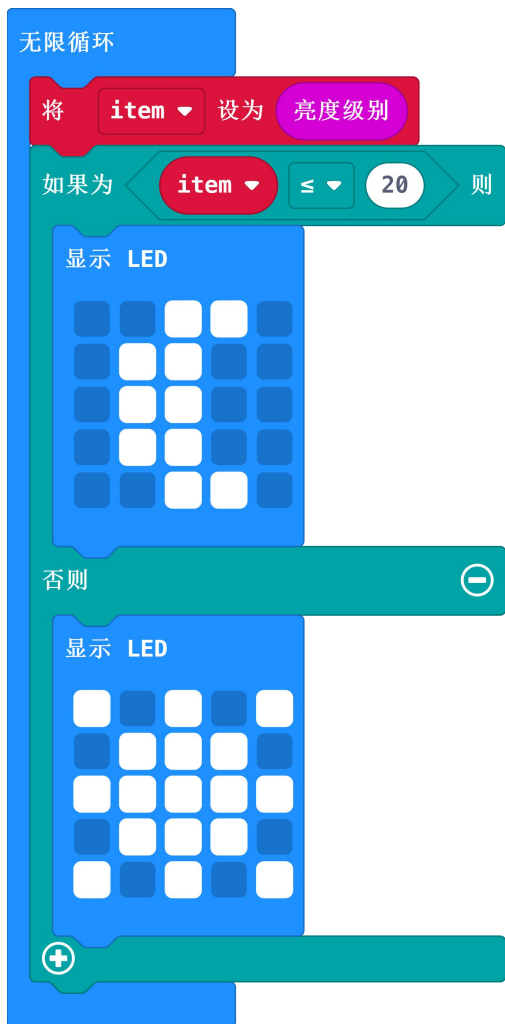 无限循环
将 item 设为 亮度级别
如果为 item ≤ 20 则
显示 LED
否则
显示 LED